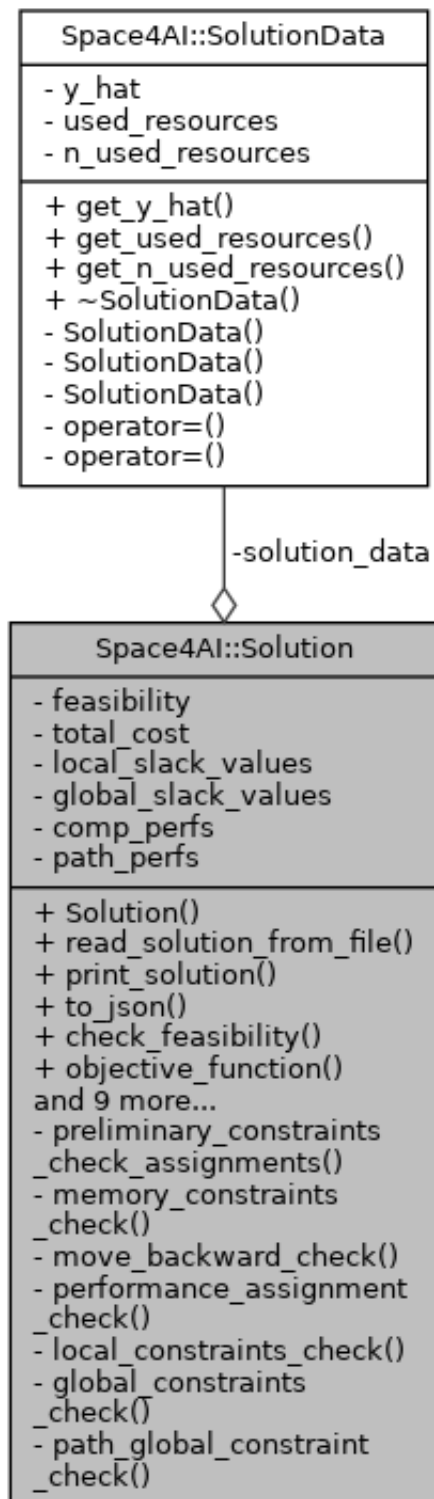 Space4AI::SolutionData
- y_hat
- used_resources
- n_used_resources
+ get_y_hat()
+ get_used_resources()
+ get_n_used_resources()
+ ~SolutionData()
- SolutionData()
- SolutionData()
- SolutionData()
- operator=()
- operator=()
-solution_data
Space4AI::Solution
- feasibility
- total_cost
- local_slack_values
- global_slack_values
- comp_perfs
- path_perfs
+ Solution()
+ read_solution_from_file()
+ print_solution()
+ to_json()
+ check_feasibility()
+ objective_function()
and 9 more...
- preliminary_constraints
_check_assignments()
- memory_constraints
_check()
- move_backward_check()
- performance_assignment
_check()
- local_constraints_check()
- global_constraints
_check()
- path_global_constraint
_check()